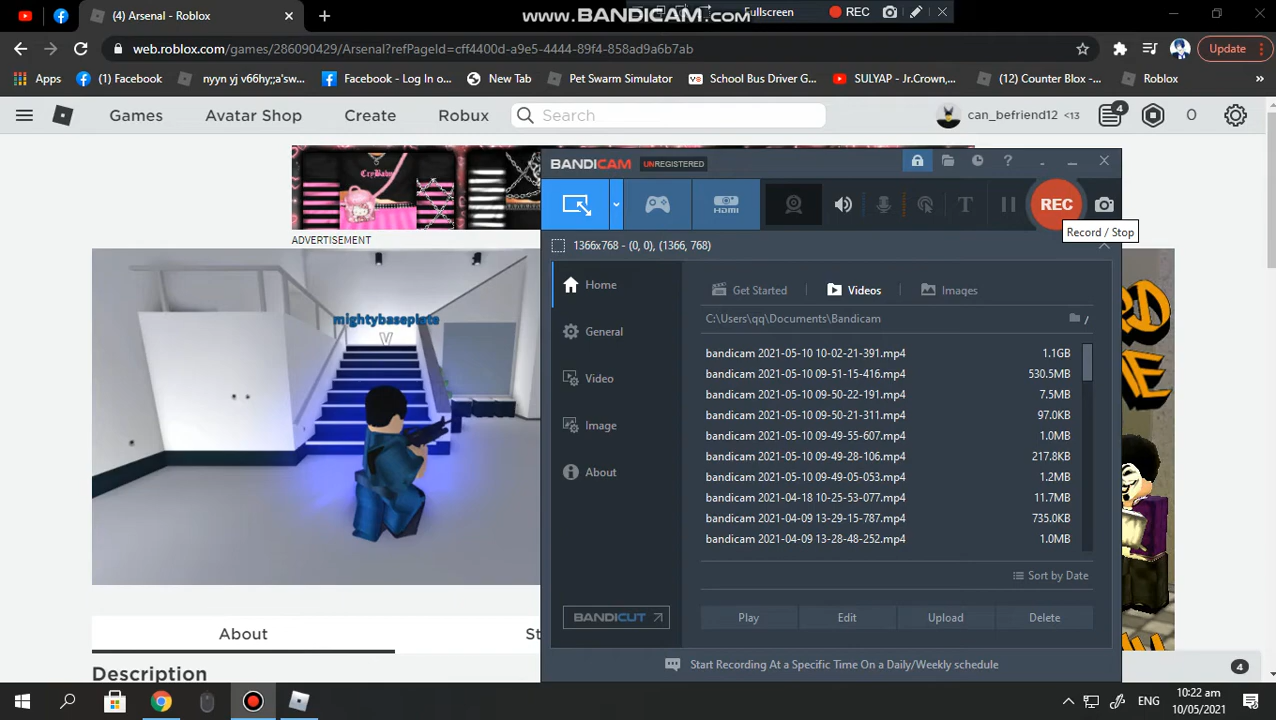 (4) Arsenal - Roblox
www.BANDICAM.com
Fullscreen
REC
web.roblox.com/games/286090429/Arsenal?refPageId=cff4400d-a9e5-4444-89f4-858ad9a6b7ab
Update
Apps
(1) Facebook
nyyn yj v66hy;;a'sw...
Facebook - Log In o...
New Tab
Pet Swarm Simulator
School Bus Driver G...
SULYAP - Jr.Crown,...
(12) Counter Blox -...
Roblox
»
Games
Avatar Shop
Create
Robux
Search
can_befriend12 <13
4
0
CryBaby
ADVERTISEMENT
BANDICAM UNREGISTERED
HDMI
REC
Record / Stop
1366x768 - (0, 0), (1366, 768)
Home
General
Video
Image
About
Get Started
Videos
Images
C:\Users\qq\Documents\Bandicam
bandicam 2021-05-10 10-02-21-391.mp4 1.1GB
bandicam 2021-05-10 09-51-15-416.mp4 530.5MB
bandicam 2021-05-10 09-50-22-191.mp4 7.5MB
bandicam 2021-05-10 09-50-21-311.mp4 97.0KB
bandicam 2021-05-10 09-49-55-607.mp4 1.0MB
bandicam 2021-05-10 09-49-28-106.mp4 217.8KB
bandicam 2021-05-10 09-49-05-053.mp4 1.2MB
bandicam 2021-04-18 10-25-53-077.mp4 11.7MB
bandicam 2021-04-09 13-29-15-787.mp4 735.0KB
bandicam 2021-04-09 13-28-48-252.mp4 1.0MB
Sort by Date
BANDICUT
Play
Edit
Upload
Delete
Start Recording At a Specific Time On a Daily/Weekly schedule
mightybaseplate
V
About
St
Description
4
ENG
10:22 am
10/05/2021